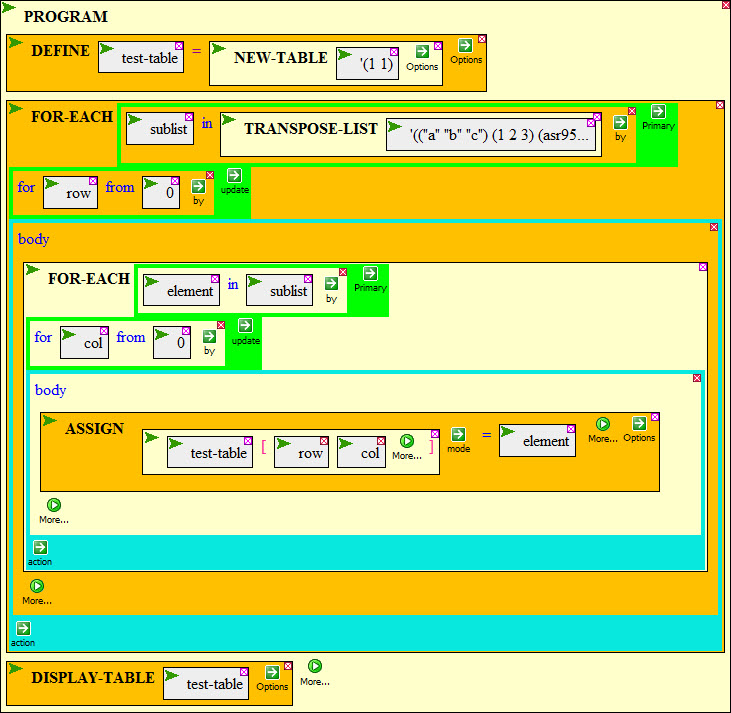 PROGRAM
DEFINE test-table = NEW-TABLE '(1 1) Options Options
FOR-EACH sublist in TRANSPOSE-LIST '(("a" "b" "c") (1 2 3) (asr95... by Primary
for row from 0 by update
body
FOR-EACH element in sublist by Primary
for col from 0 by update
body
ASSIGN test-table [ row col More... ] mode = element More... Options
More...
action
More...
action
DISPLAY-TABLE test-table Options More...